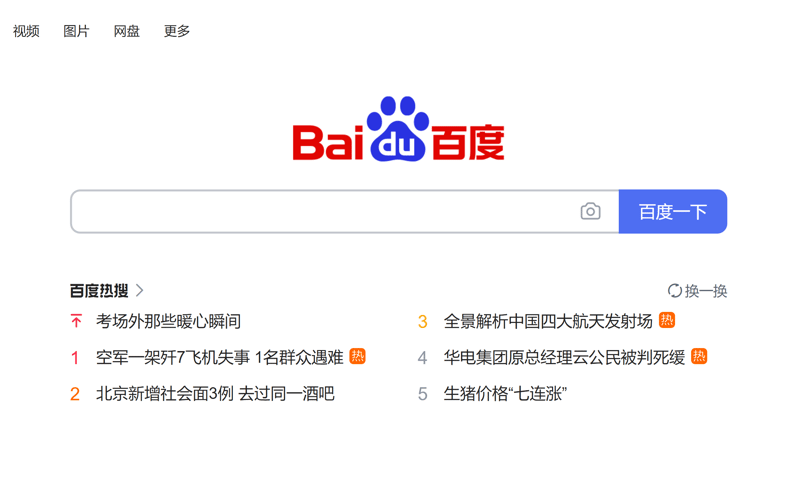 视频 图片 网盘 更多
Bai du 百度
百度一下
百度热搜
换一换
考场外那些暖心瞬间
1 空军一架歼7飞机失事 1名群众遇难 热
2 北京新增社会面3例 去过同一酒吧
3 全景解析中国四大航天发射场 热
4 华电集团原总经理云公民被判死缓 热
5 生猪价格“七连涨”